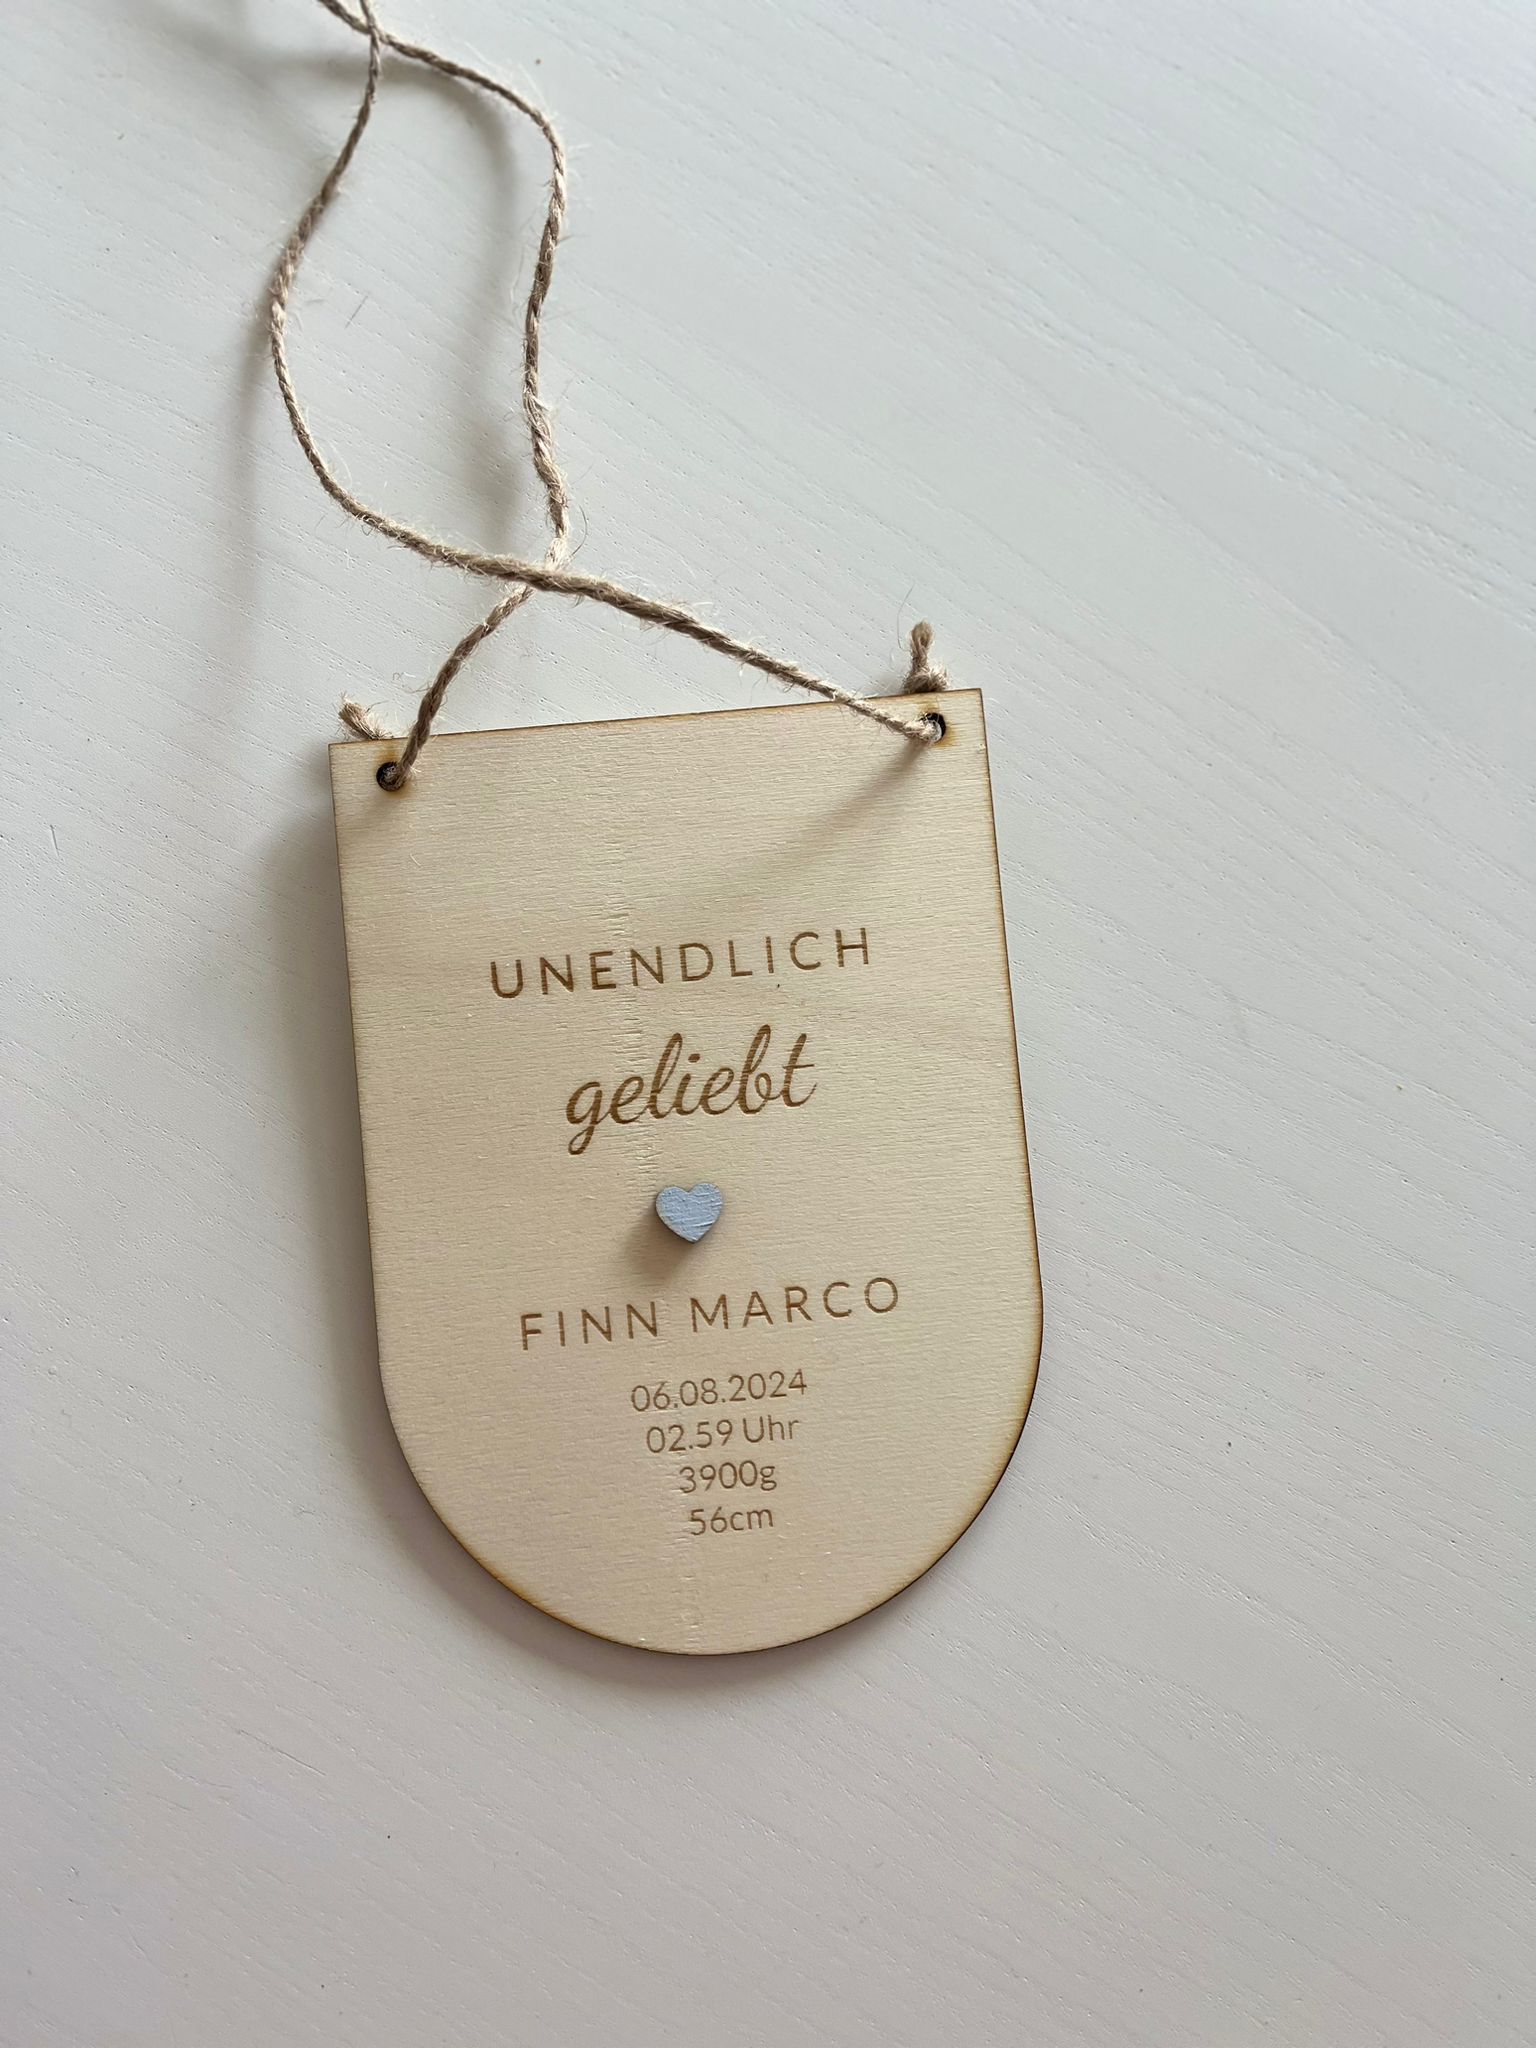 UNENDLICH
geliebt
FINN MARCO
06.08.2024
02.59 Uhr
3900g
56cm